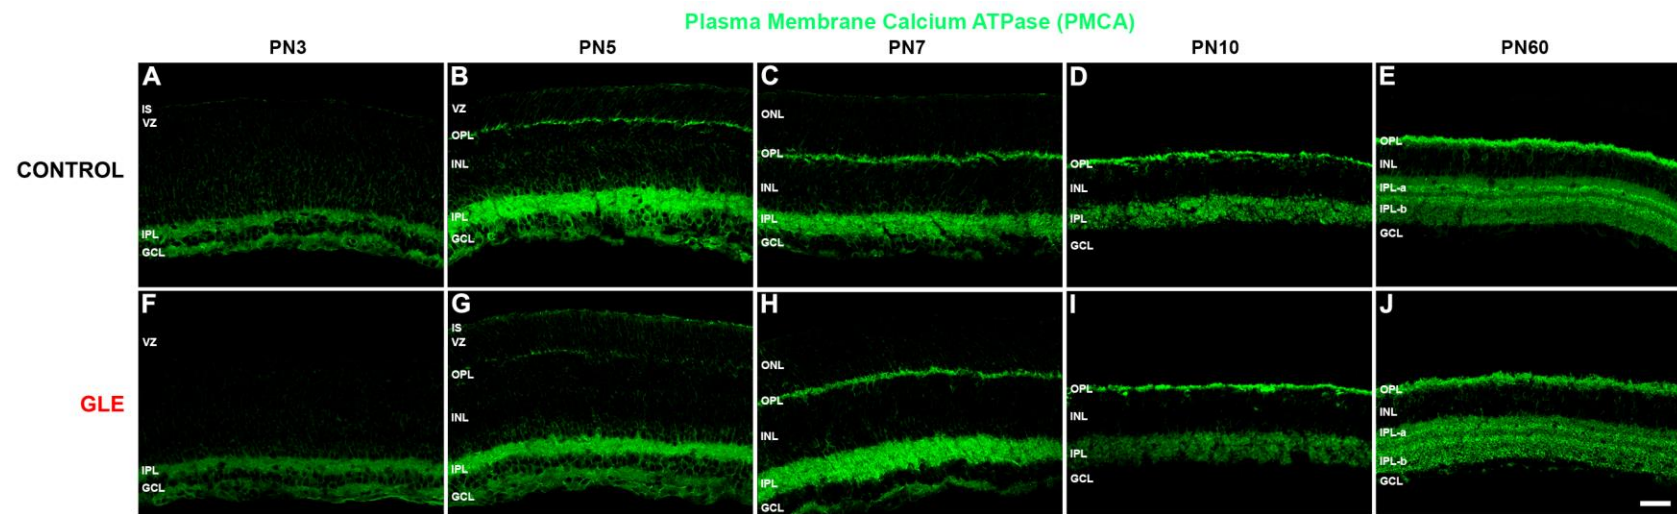 Plasma Membrane Calcium ATPase (PMCA)
PN3 PN5 PN7 PN10 PN60
CONTROL
A
IS
VZ
IPL
GCL
B
VZ
OPL
INL
IPL
GCL
C
ONL
OPL
INL
IPL
GCL
D
OPL
INL
IPL
GCL
E
OPL
INL
IPL-a
IPL-b
GCL
GLE
F
VZ
IPL
GCL
G
IS
VZ
OPL
INL
IPL
GCL
H
ONL
OPL
INL
IPL
GCL
I
OPL
INL
IPL
GCL
J
OPL
INL
IPL-a
IPL-b
GCL